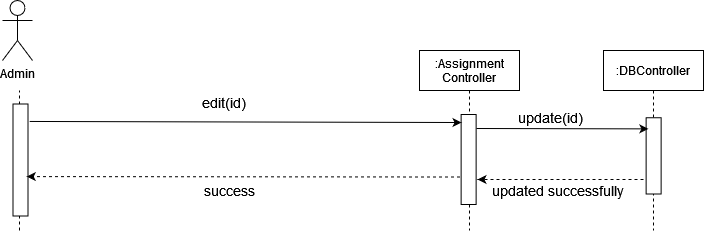 Admin
:Assignment
Controller
:DBController
edit(id)
update(id)
success
updated successfully